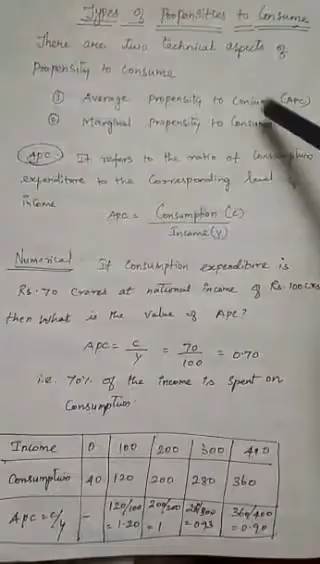 Types of Propensities to Consume
There are two technical aspects of
Propensity to Consume
① Average Propensity to Consume (APC)
② Marginal Propensity to Consume
APC It refers to the ratio of Consumption
expenditure to the Corresponding level
income
APC = Consumption (C)
Income (Y)
Numerical If Consumption expenditure is
Rs. 70 Crores at national income of Rs. 100 Crs
then What is the Value of APC?
APC = C/Y = 70/100 = 0.70
i.e. 70% of the income is Spent on
Consumption
Income 0 100 200 300 400
Consumption 40 120 200 280 360
APC = C/Y - 120/100 = 1.20 200/200 = 1 280/300 = 0.93 360/400 = 0.90